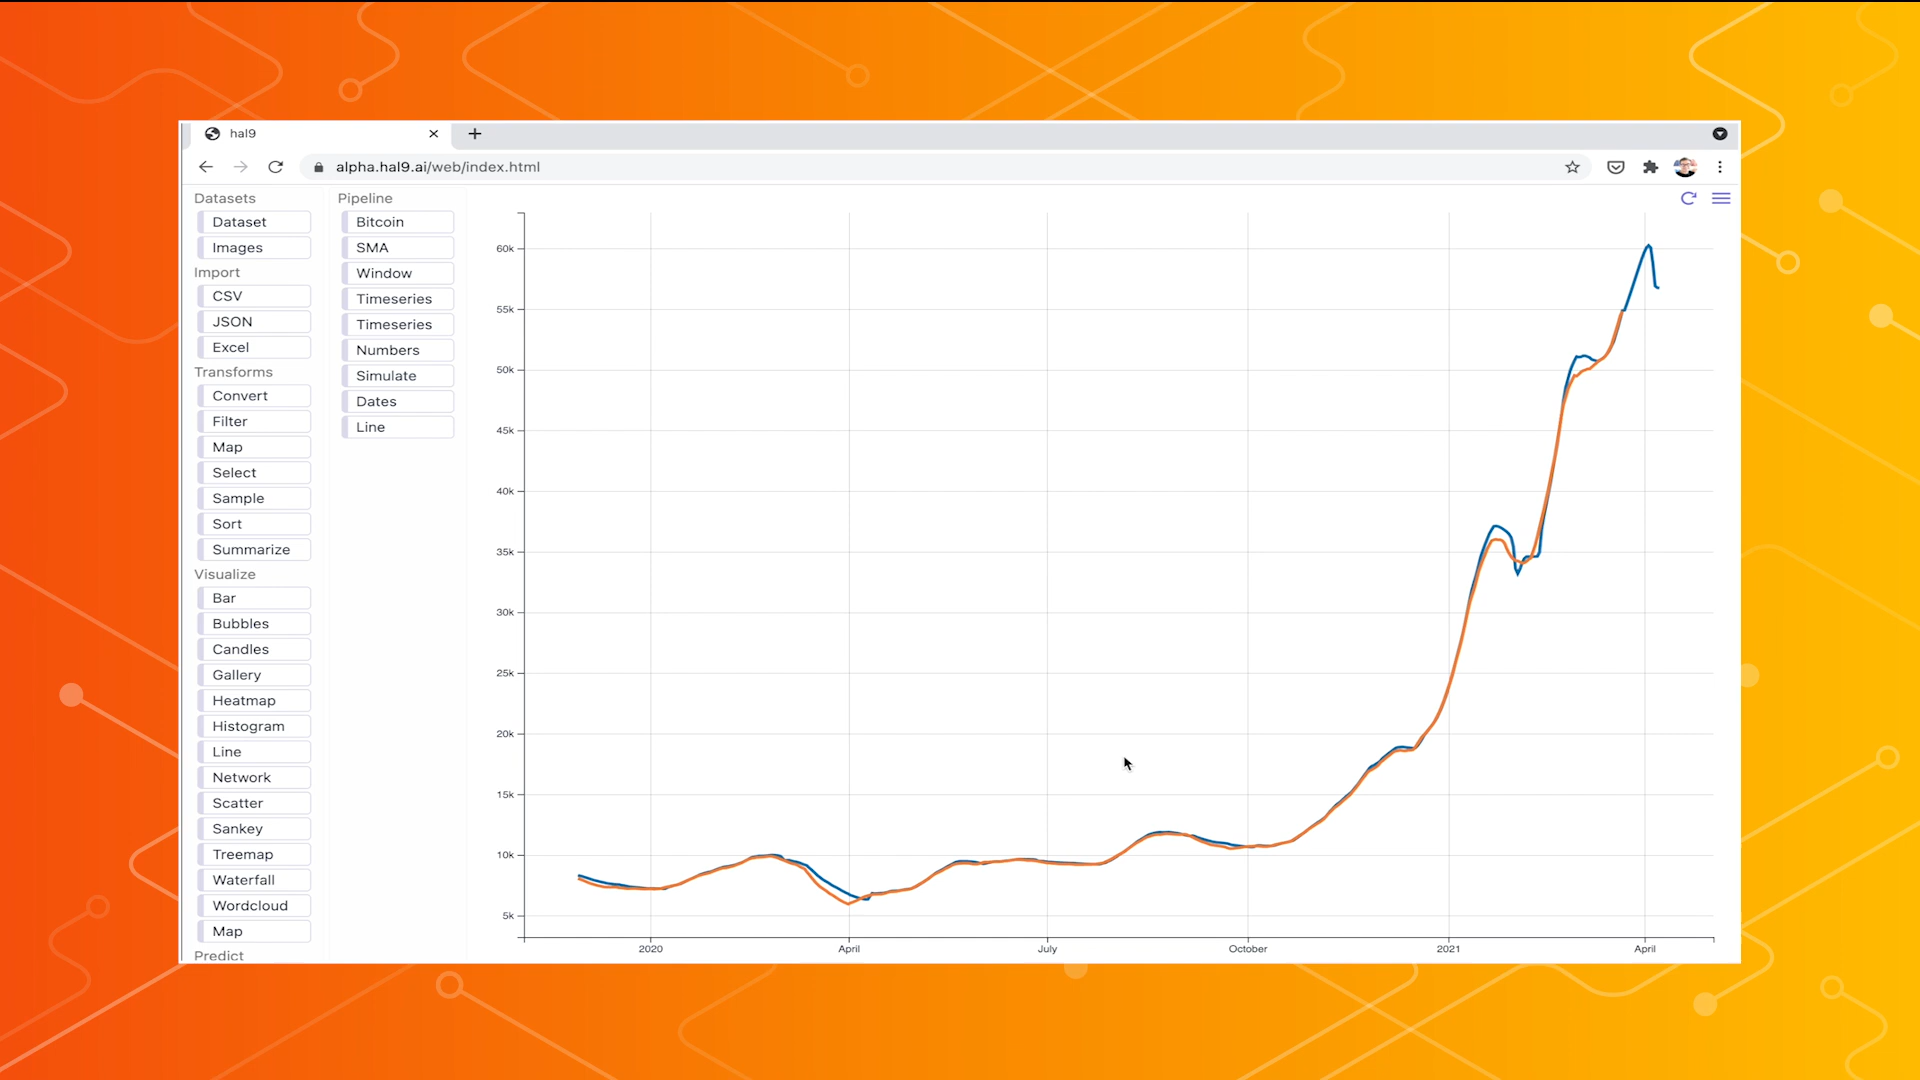 hal9
alpha.hal9.ai/web/index.html
Datasets
Dataset
Images
Import
CSV
JSON
Excel
Transforms
Convert
Filter
Map
Select
Sample
Sort
Summarize
Visualize
Bar
Bubbles
Candles
Gallery
Heatmap
Histogram
Line
Network
Scatter
Sankey
Treemap
Waterfall
Wordcloud
Map
Predict
Pipeline
Bitcoin
SMA
Window
Timeseries
Timeseries
Numbers
Simulate
Dates
Line
60k
55k
50k
45k
40k
35k
30k
25k
20k
15k
10k
5k
2020 April July October 2021 April